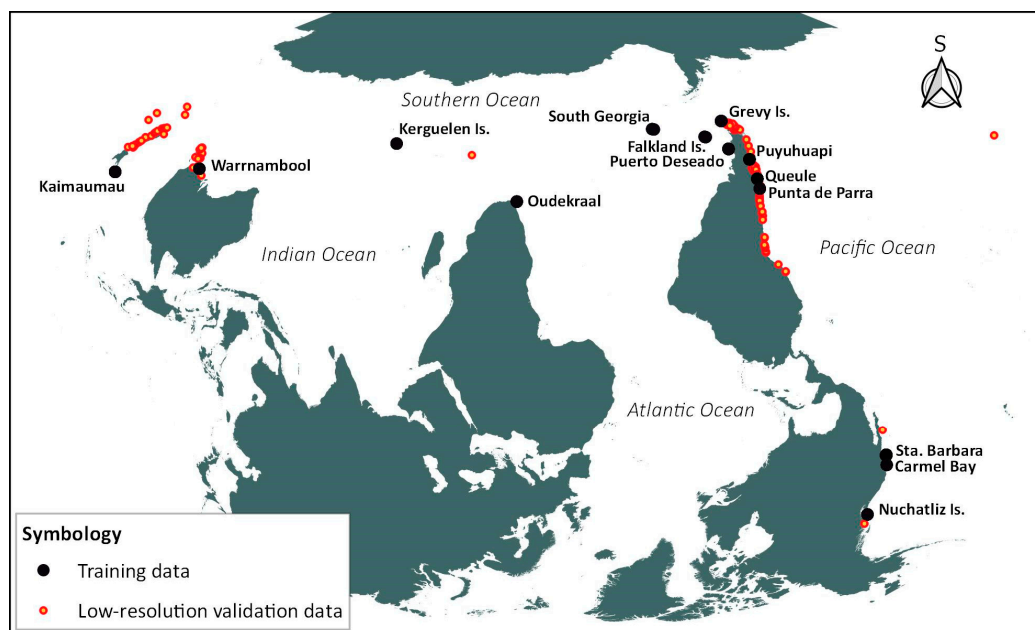 S
Southern Ocean
South Georgia
Grevy Is.
Kerguelen Is.
Falkland Is.
Puerto Deseado
Puyuhuapi
Warrnambool
Kaimaumau
Queule
Punta de Parra
Oudekraal
Indian Ocean
Pacific Ocean
Atlantic Ocean
Sta. Barbara
Carmel Bay
Nuchatliz Is.
Symbology
Training data
Low-resolution validation data